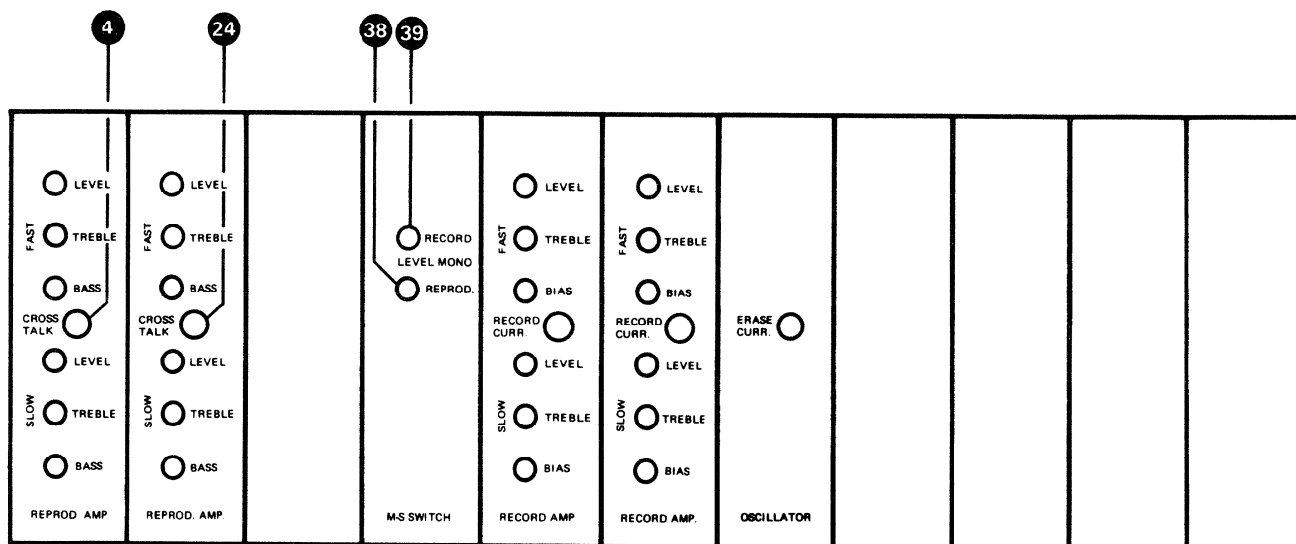 4 24 38 39
LEVEL
FAST
TREBLE
BASS
CROSS
TALK
LEVEL
SLOW
TREBLE
BASS
REPROD AMP
LEVEL
FAST
TREBLE
BASS
CROSS
TALK
LEVEL
SLOW
TREBLE
BASS
REPROD. AMP.
RECORD
LEVEL MONO
REPROD.
M-S SWITCH
LEVEL
FAST
TREBLE
BIAS
RECORD
CURR.
LEVEL
SLOW
TREBLE
BIAS
RECORD AMP
LEVEL
FAST
TREBLE
BIAS
RECORD
CURR.
LEVEL
SLOW
TREBLE
BIAS
RECORD AMP.
ERASE
CURR.
OSCILLATOR